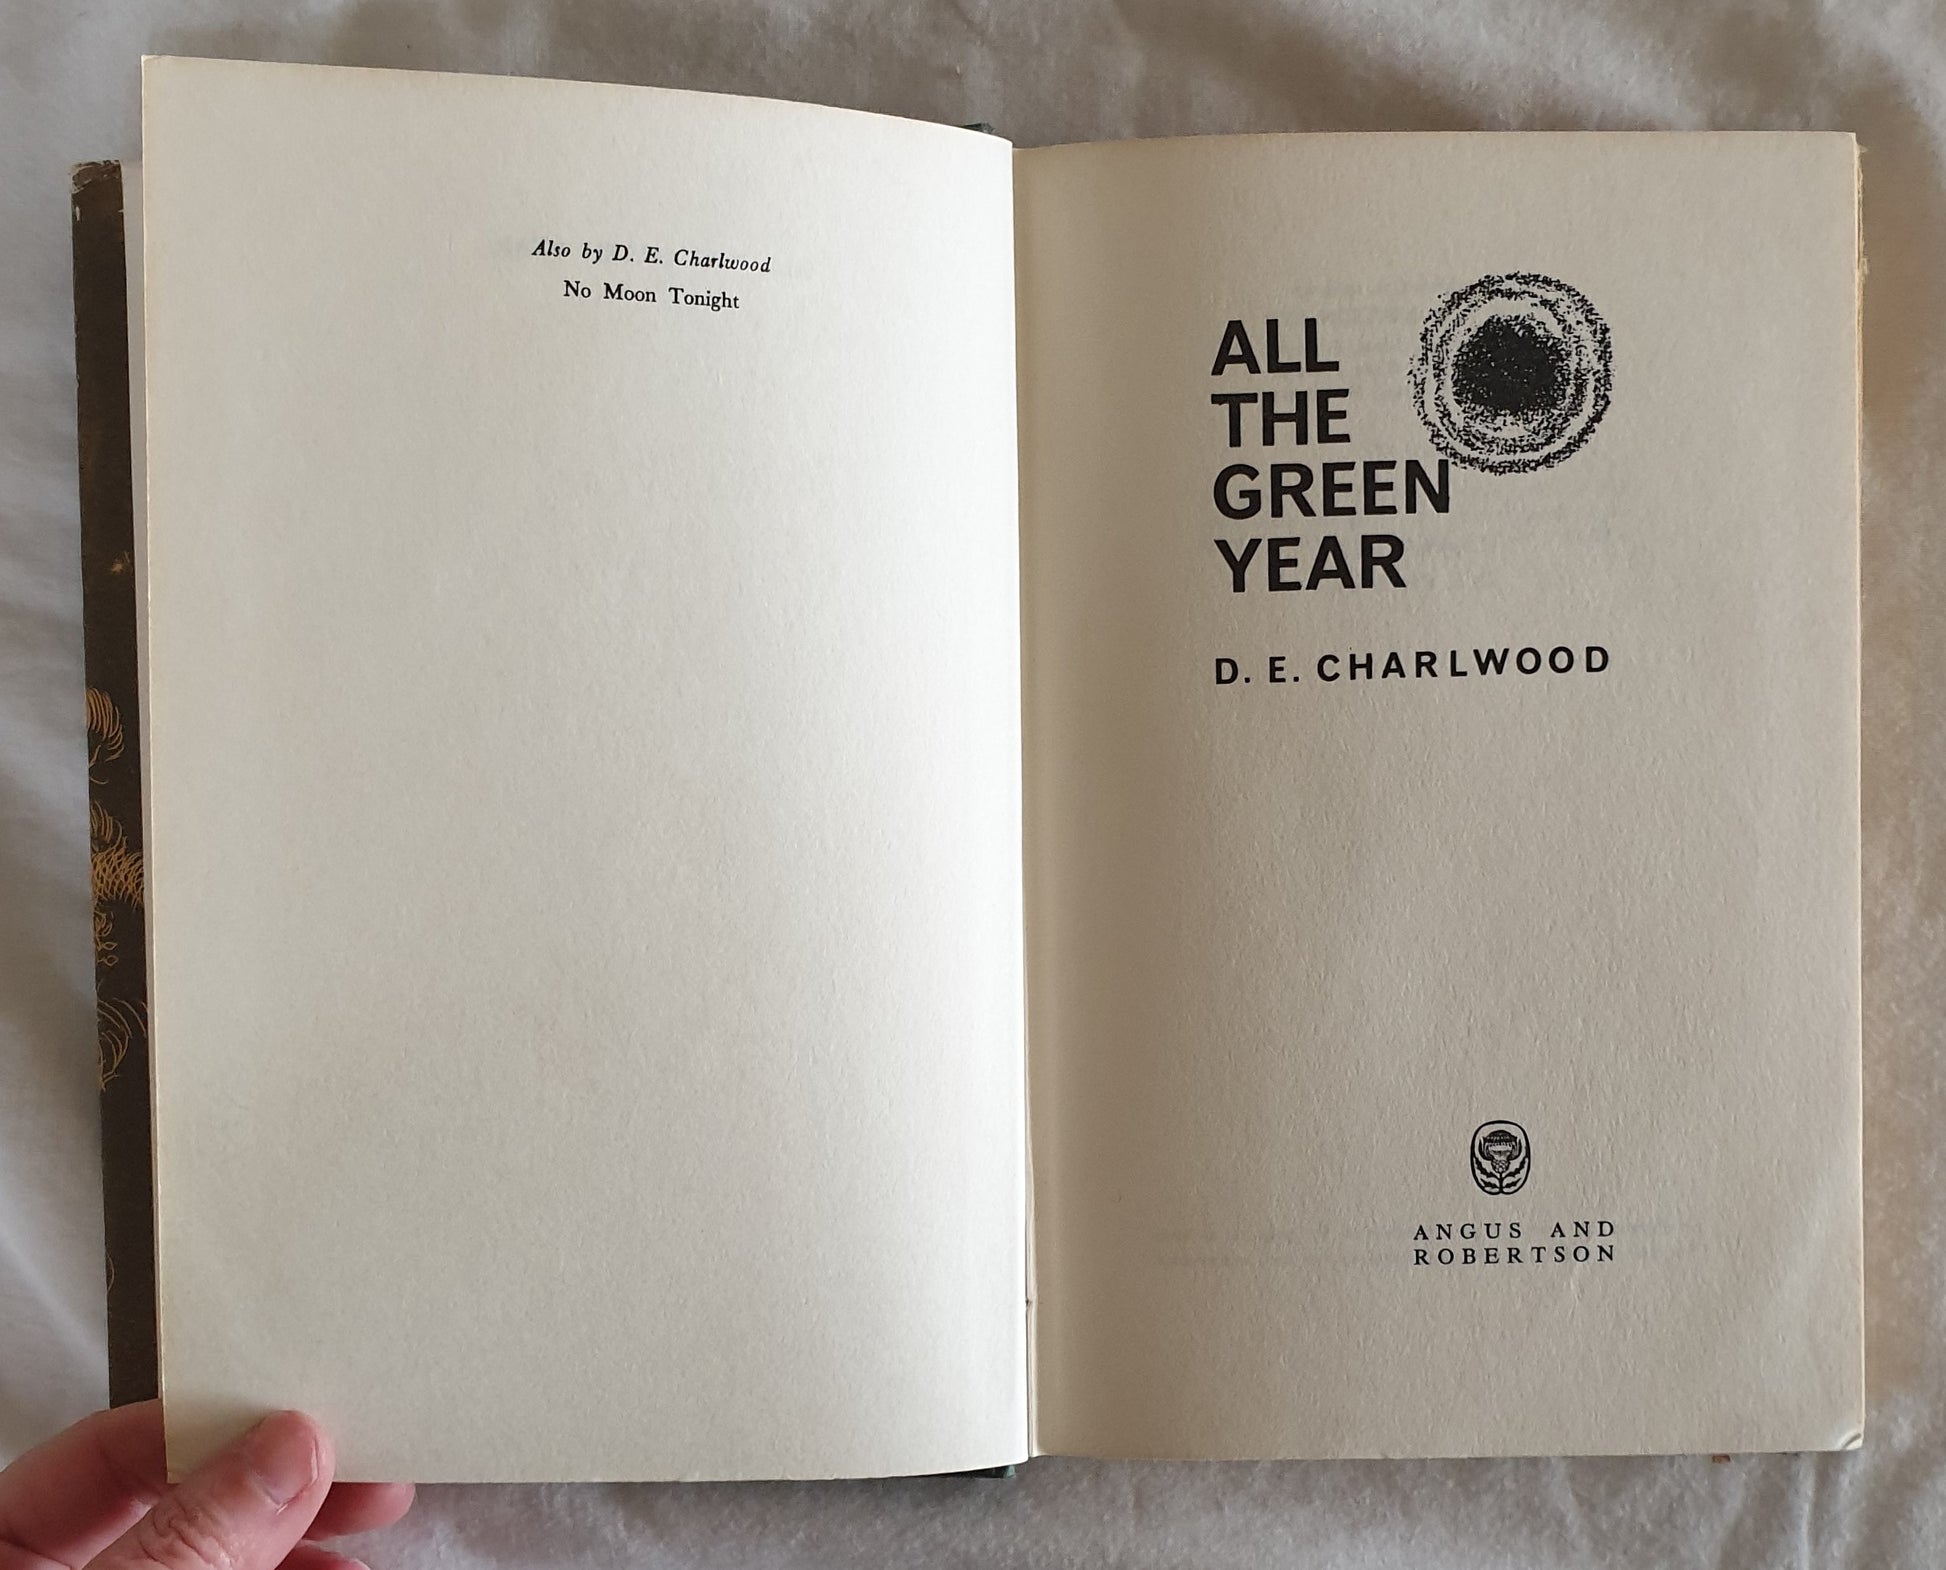 Also by D. E. Charlwood
No Moon Tonight
ALL
THE
GREEN
YEAR
D. E. CHARLWOOD
ANGUS AND
ROBERTSON